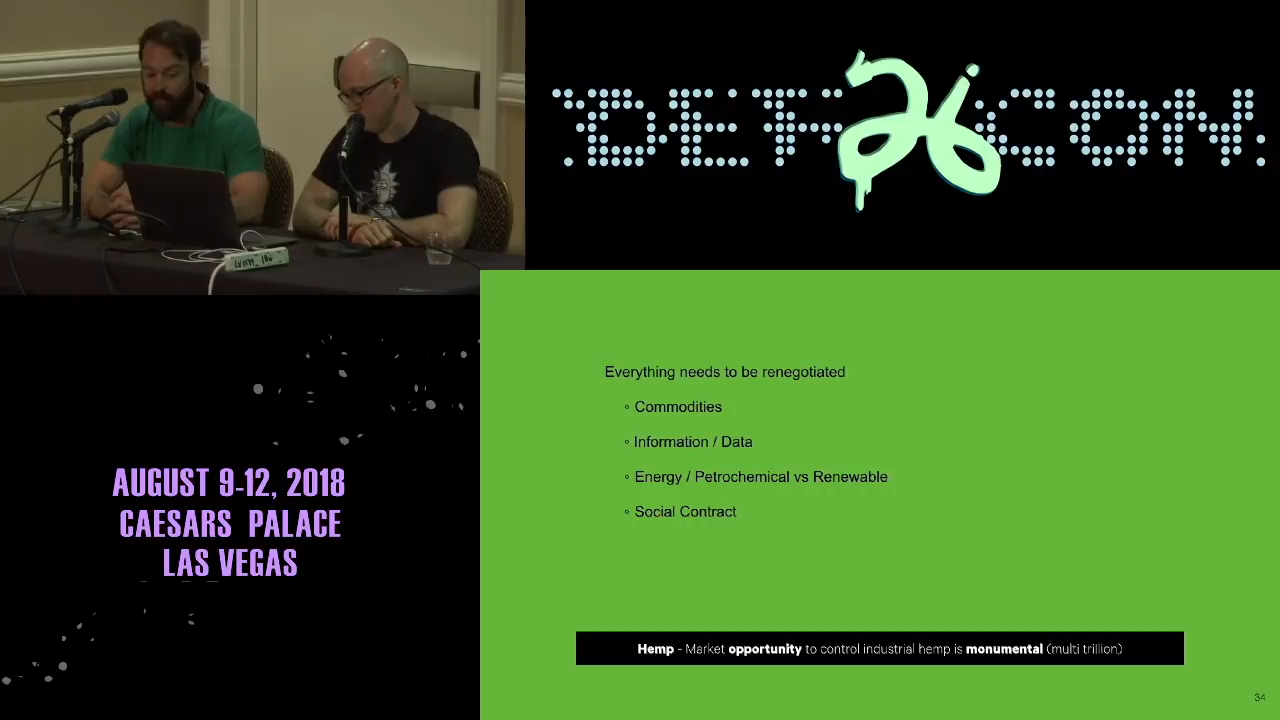 DEF 26 CON
AUGUST 9-12, 2018
CAESARS PALACE
LAS VEGAS
Everything needs to be renegotiated
◦ Commodities
◦ Information / Data
◦ Energy / Petrochemical vs Renewable
◦ Social Contract
Hemp - Market opportunity to control industrial hemp is monumental (multi trillion)
34